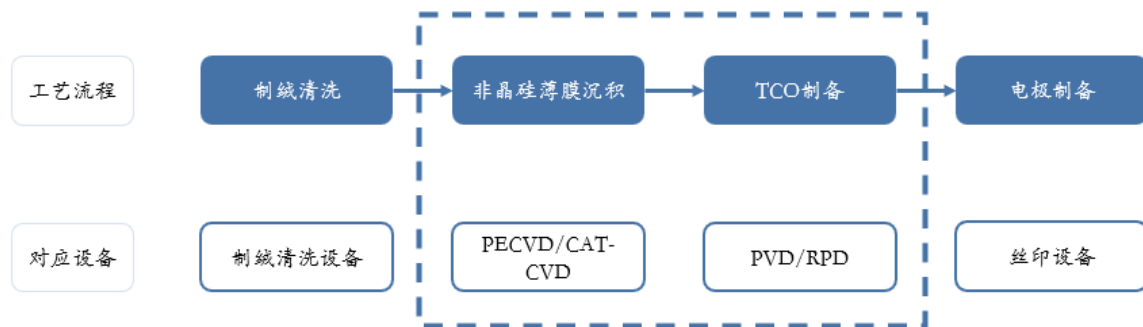 工艺流程
制绒清洗
非晶硅薄膜沉积
TCO制备
电极制备
对应设备
制绒清洗设备
PECVD/CAT-
CVD
PVD/RPD
丝印设备